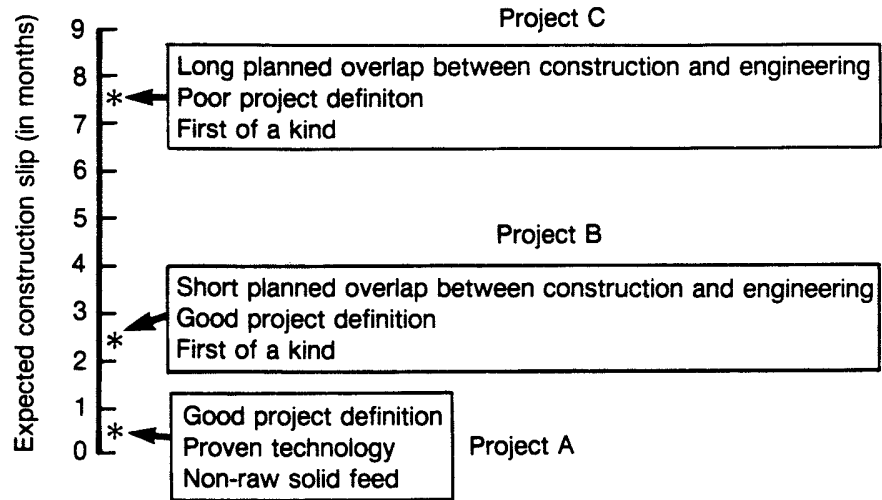 Project C
9
8
7
6
5
4
3
2
1
0
Expected construction slip (in months)
Long planned overlap between construction and engineering
Poor project definiton
First of a kind
Project B
Short planned overlap between construction and engineering
Good project definition
First of a kind
Good project definition
Proven technology
Non-raw solid feed
Project A